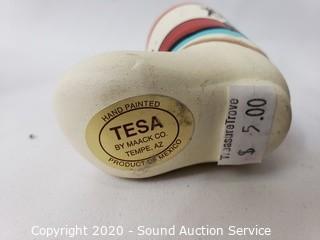 HAND PAINTED
TESA
BY MAACK CO.
TEMPE, AZ
PRODUCT OF MEXICO
TreasureTrove
$ 5.00
Copyright 2020 - Sound Auction Service